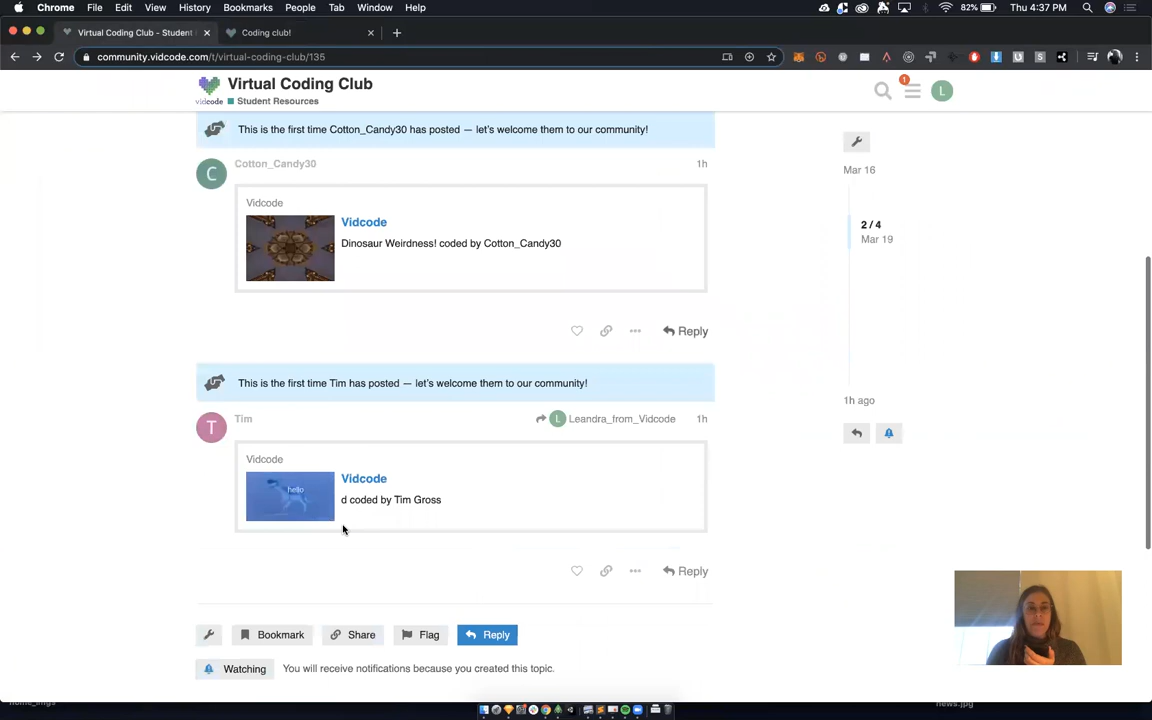 Chrome File Edit View History Bookmarks People Tab Window Help 82% Thu 4:37 PM
Virtual Coding Club - Student Coding club!
community.vidcode.com/t/virtual-coding-club/135
Virtual Coding Club
vidcode Student Resources 1 L
This is the first time Cotton_Candy30 has posted — let's welcome them to our community!
C Cotton_Candy30 1h
Mar 16
Vidcode
Vidcode
Dinosaur Weirdness! coded by Cotton_Candy30
2 / 4
Mar 19
Reply
This is the first time Tim has posted — let's welcome them to our community!
1h ago
T Tim L Leandra_from_Vidcode 1h
Vidcode
Vidcode
hello
d coded by Tim Gross
Reply
Bookmark Share Flag Reply
Watching You will receive notifications because you created this topic.
news.jpg